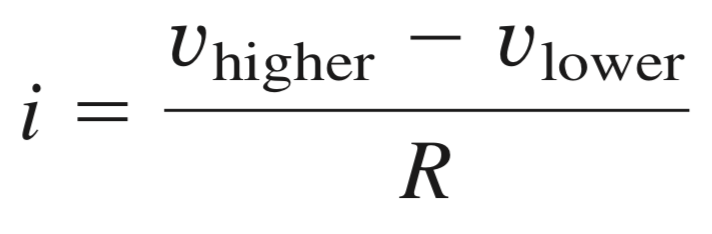 i = (v_higher − v_lower) / R